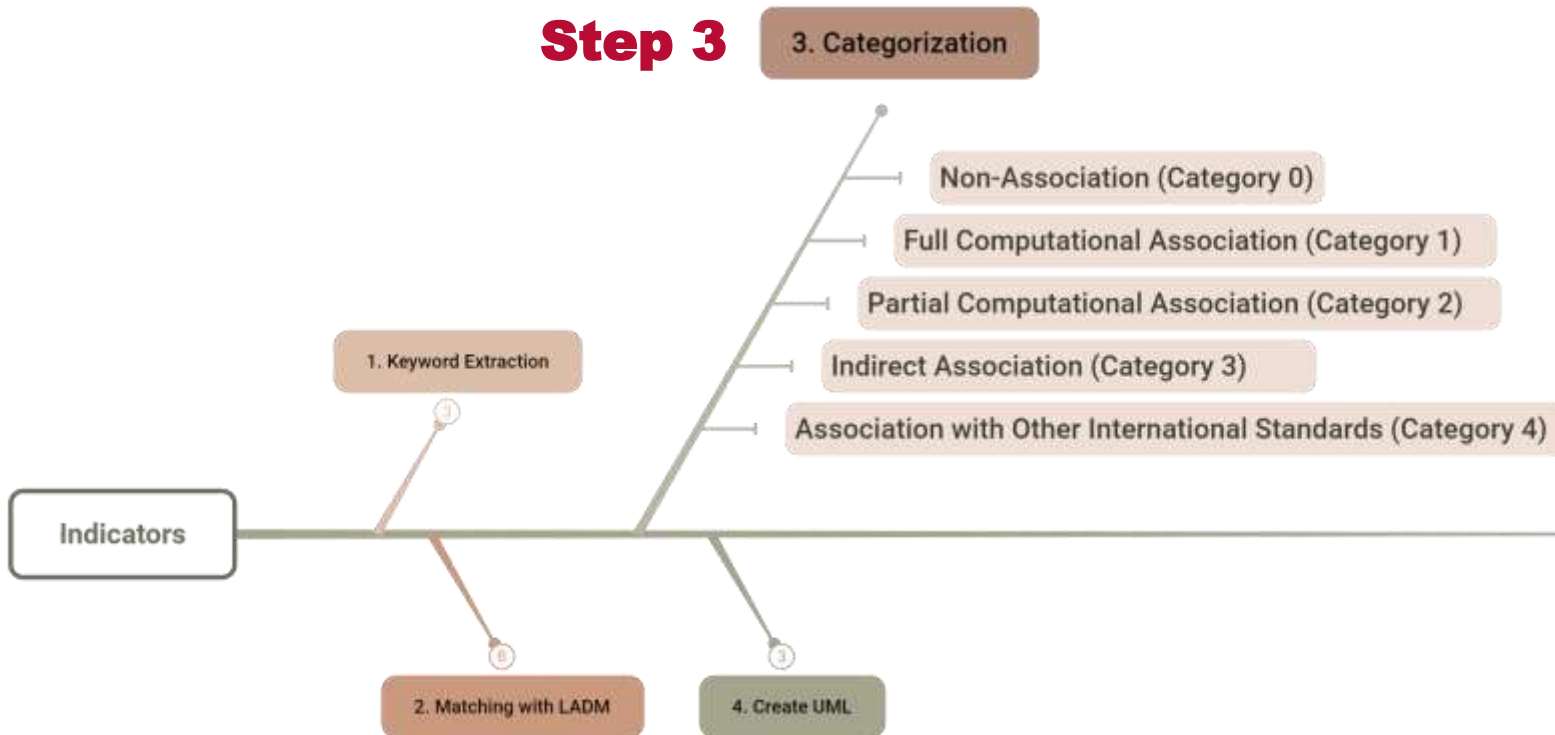 Step 3
3. Categorization
Non-Association (Category 0)
Full Computational Association (Category 1)
Partial Computational Association (Category 2)
Indirect Association (Category 3)
Association with Other International Standards (Category 4)
1. Keyword Extraction
3
Indicators
3
2. Matching with LADM
4. Create UML